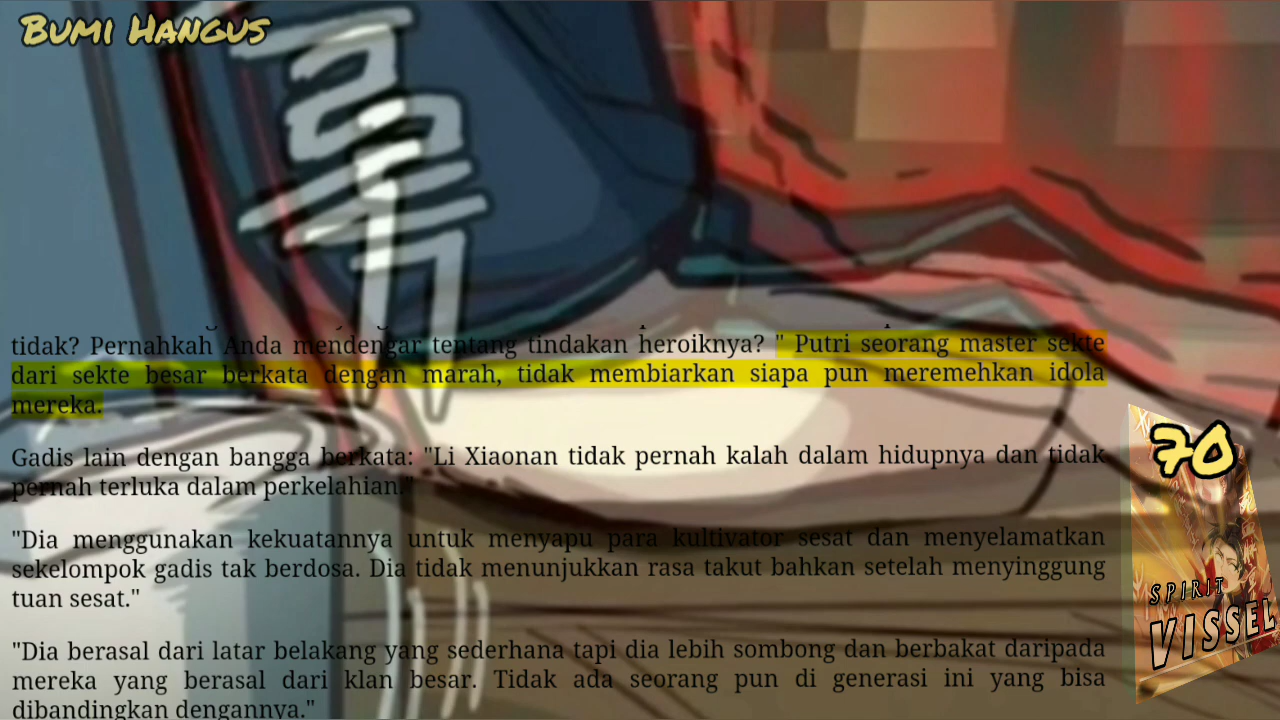 Bumi Hangus
tidak? Pernahkah Anda mendengar tentang tindakan heroiknya? " Putri seorang master sekte
dari sekte besar berkata dengan marah, tidak membiarkan siapa pun meremehkan idola
mereka.
Gadis lain dengan bangga berkata: "Li Xiaonan tidak pernah kalah dalam hidupnya dan tidak
pernah terluka dalam perkelahian."
"Dia menggunakan kekuatannya untuk menyapu para kultivator sesat dan menyelamatkan
sekelompok gadis tak berdosa. Dia tidak menunjukkan rasa takut bahkan setelah menyinggung
tuan sesat."
"Dia berasal dari latar belakang yang sederhana tapi dia lebih sombong dan berbakat daripada
mereka yang berasal dari klan besar. Tidak ada seorang pun di generasi ini yang bisa
dibandingkan dengannya."
70
SPIRIT
VISSEL